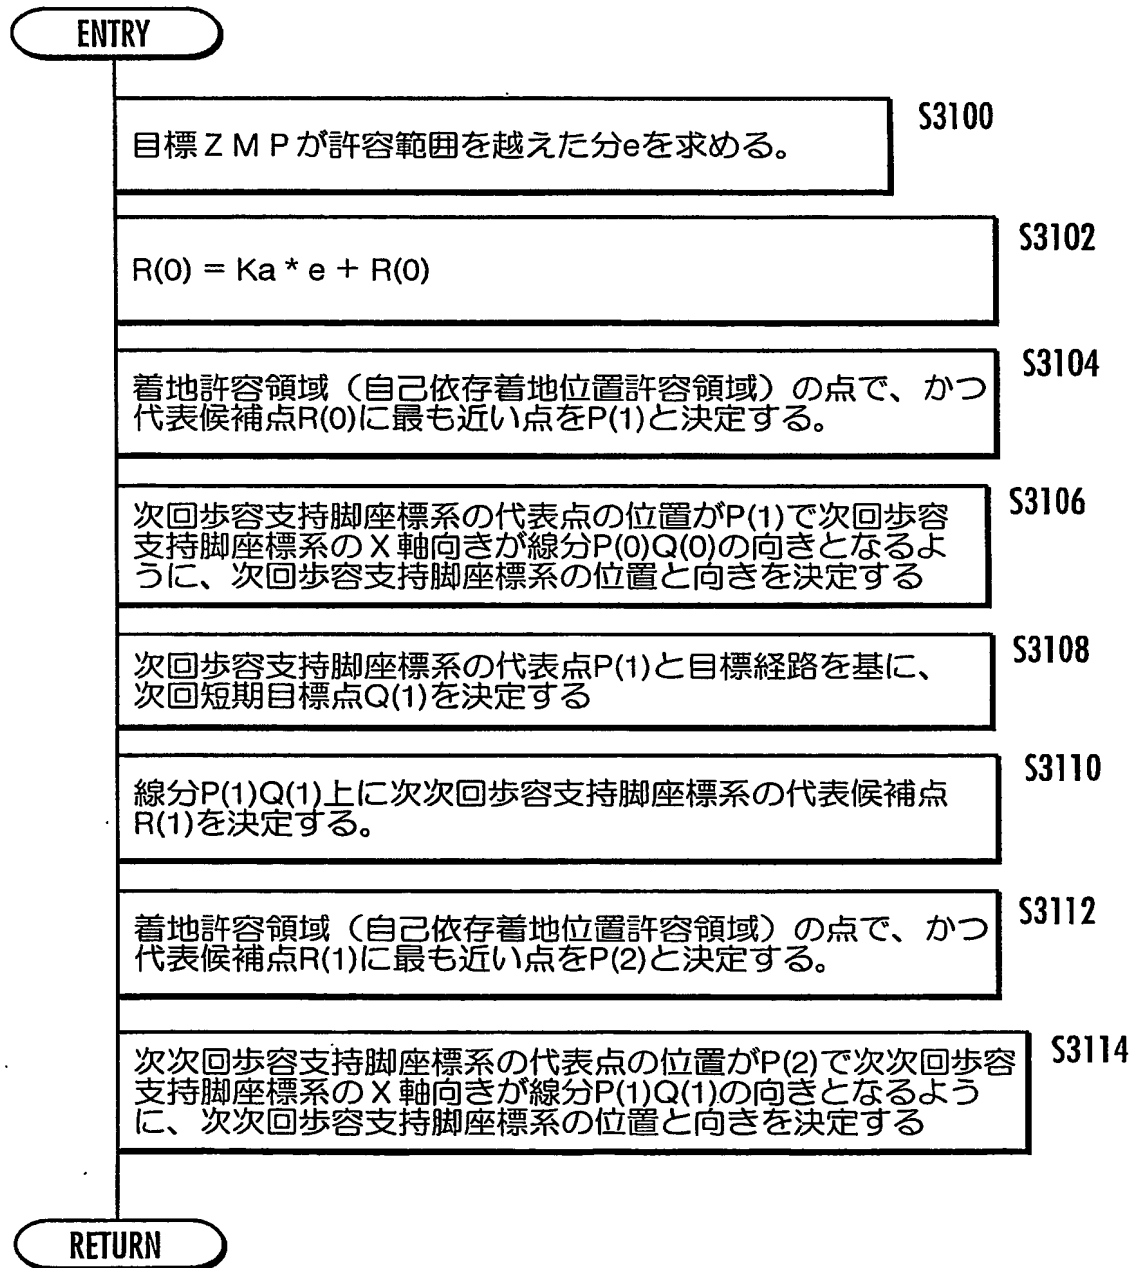 ENTRY
S3100
目標ＺＭＰが許容範囲を越えた分eを求める。
S3102
R(0) = Ka * e + R(0)
S3104
着地許容領域（自己依存着地位置許容領域）の点で、かつ
代表候補点R(0)に最も近い点をP(1)と決定する。
S3106
次回歩容支持脚座標系の代表点の位置がP(1)で次回歩容
支持脚座標系のＸ軸向きが線分P(0)Q(0)の向きとなるよ
うに、次回歩容支持脚座標系の位置と向きを決定する
S3108
次回歩容支持脚座標系の代表点P(1)と目標経路を基に、
次回短期目標点Q(1)を決定する
S3110
線分P(1)Q(1)上に次次回歩容支持脚座標系の代表候補点
R(1)を決定する。
S3112
着地許容領域（自己依存着地位置許容領域）の点で、かつ
代表候補点R(1)に最も近い点をP(2)と決定する。
S3114
次次回歩容支持脚座標系の代表点の位置がP(2)で次次回歩容
支持脚座標系のＸ軸向きが線分P(1)Q(1)の向きとなるよう
に、次次回歩容支持脚座標系の位置と向きを決定する
RETURN